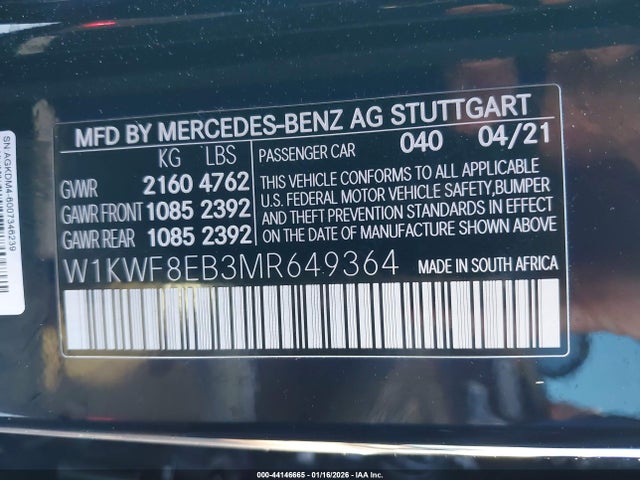 MFD BY MERCEDES-BENZ AG STUTTGART
KG LBS
GVWR 2160 4762
GAWR FRONT 1085 2392
GAWR REAR 1085 2392
PASSENGER CAR 040 04/21
THIS VEHICLE CONFORMS TO ALL APPLICABLE
U.S. FEDERAL MOTOR VEHICLE SAFETY,BUMPER
AND THEFT PREVENTION STANDARDS IN EFFECT
ON THE DATE OF MANUFACTURE SHOWN ABOVE
W1KWF8EB3MR649364 MADE IN SOUTH AFRICA
SN AGKDM4-6007346239
000-44146665 - 01/16/2026 - IAA Inc.